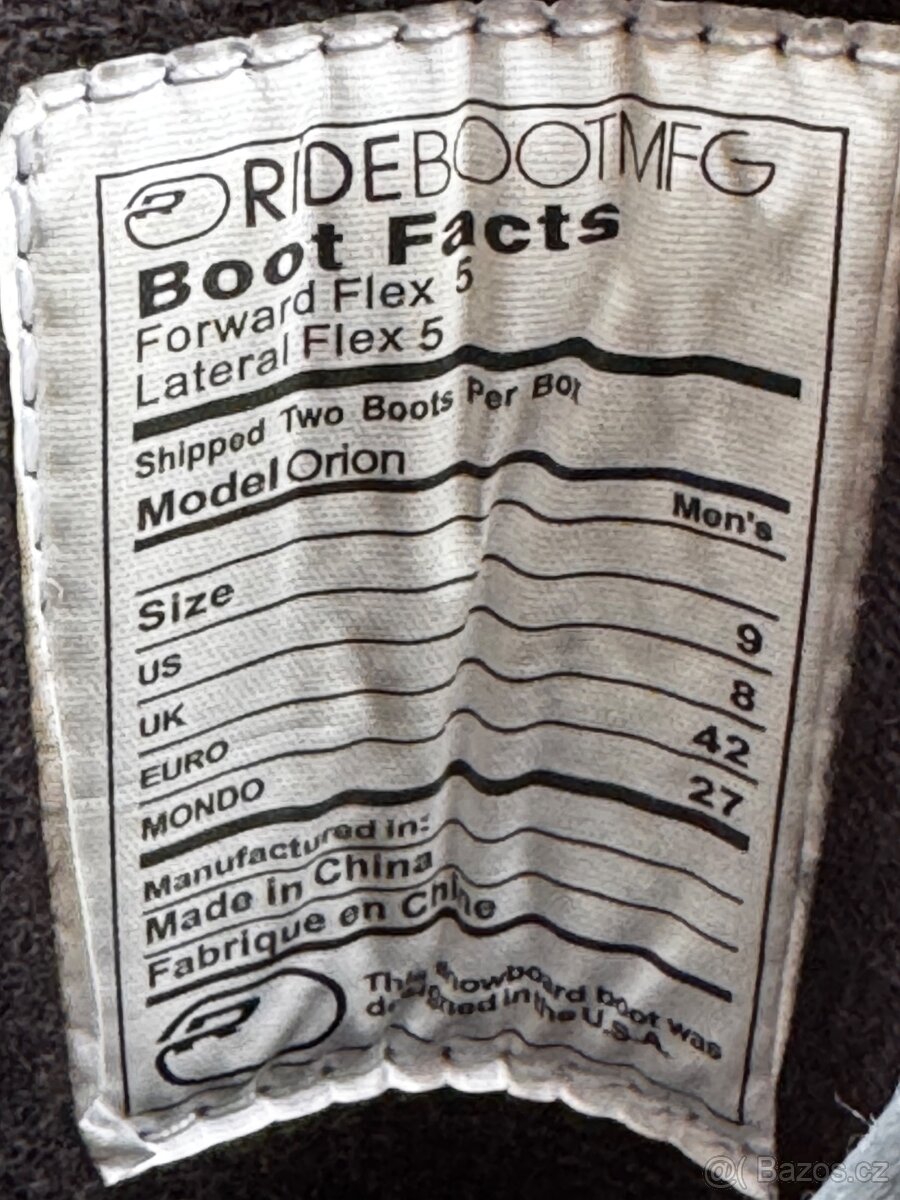 RIDEBOOTMFG
Boot Facts
Forward Flex 5
Lateral Flex 5
Shipped Two Boots Per Box
Model Orion
Men's
Size
US 9
UK 8
EURO 42
MONDO 27
Manufactured in:
Made in China
Fabrique en Chine
This snowboard boot was
designed in the U.S.A.
@( Bazos.cz